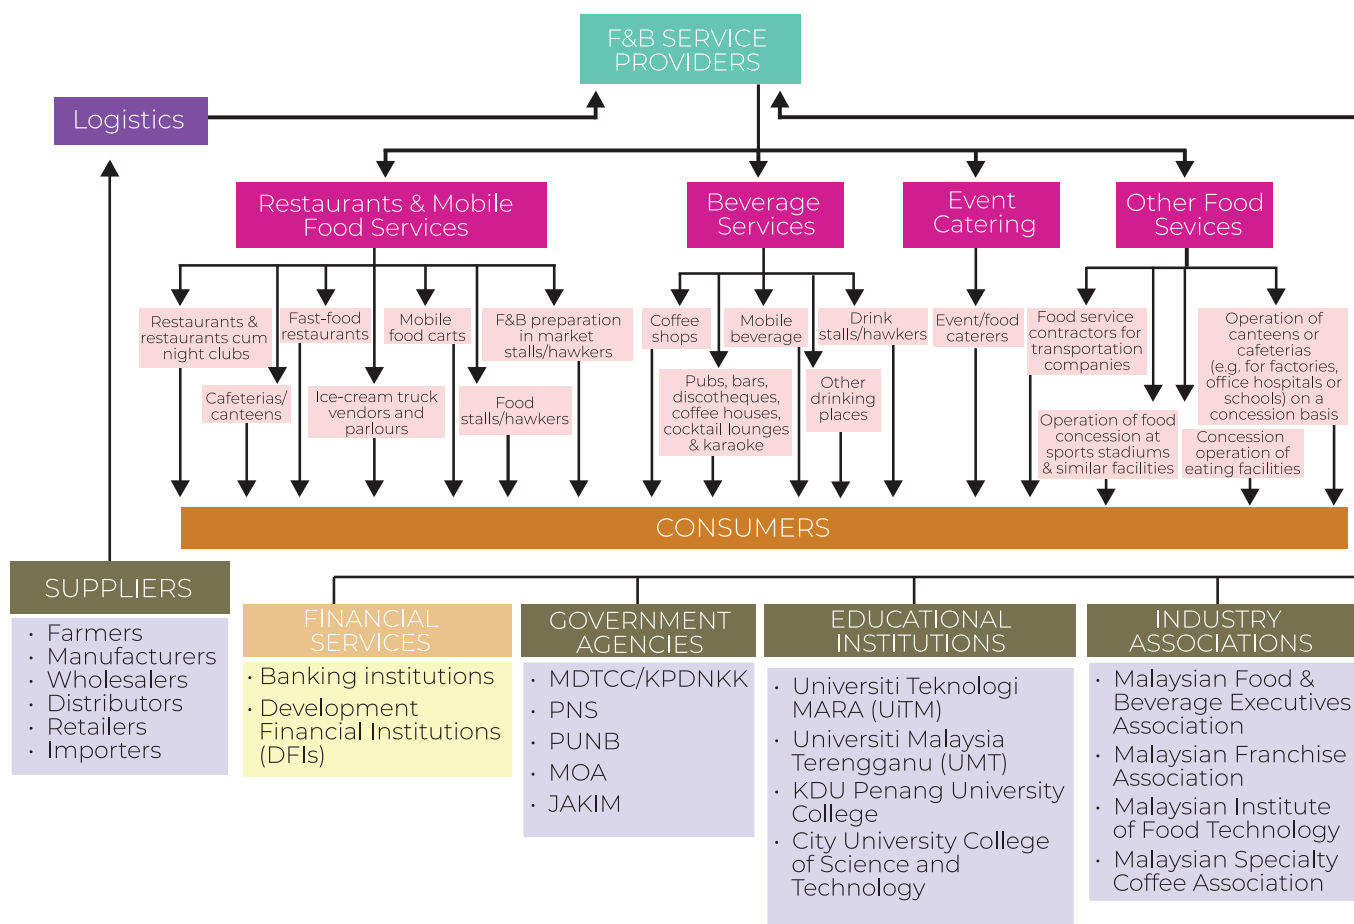 F&B SERVICE
PROVIDERS
Logistics
Restaurants & Mobile
Food Services
Beverage
Services
Event
Catering
Other Food
Sevices
Restaurants &
restaurants cum
night clubs
Fast-food
restaurants
Mobile
food carts
F&B preparation
in market
stalls/hawkers
Cafeterias/
canteens
Ice-cream truck
vendors and
parlours
Food
stalls/hawkers
Coffee
shops
Mobile
beverage
Drink
stalls/hawkers
Pubs, bars,
discotheques,
coffee houses,
cocktail lounges
& karaoke
Other
drinking
places
Event/food
caterers
Food service
contractors for
transportation
companies
Operation of
canteens or
cafeterias
(e.g. for factories,
office hospitals or
schools) on a
concession basis
Operation of food
concession at
sports stadiums
& similar facilities
Concession
operation of
eating facilities
CONSUMERS
SUPPLIERS
· Farmers
· Manufacturers
· Wholesalers
· Distributors
· Retailers
· Importers
FINANCIAL
SERVICES
· Banking institutions
· Development
Financial Institutions
(DFIs)
GOVERNMENT
AGENCIES
· MDTCC/KPDNKK
· PNS
· PUNB
· MOA
· JAKIM
EDUCATIONAL
INSTITUTIONS
· Universiti Teknologi
MARA (UiTM)
· Universiti Malaysia
Terengganu (UMT)
· KDU Penang University
College
· City University College
of Science and
Technology
INDUSTRY
ASSOCIATIONS
· Malaysian Food &
Beverage Executives
Association
· Malaysian Franchise
Association
· Malaysian Institute
of Food Technology
· Malaysian Specialty
Coffee Association